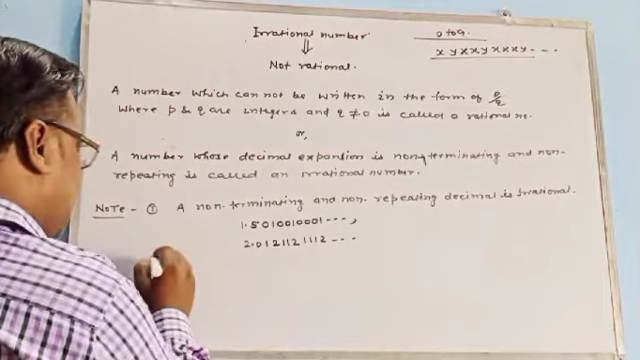 Irrational number
⇓
Not rational.
0 to 9.
x y x x y x x x y - - -
A number which can not be written in the form of p/q
where p & q are integers and q ≠ 0 is called a rational no.
or,
A number whose decimal expantion is non-terminating and non-
repeating is called an irrational number.
NoTe - ① A non-terminating and non-repeating decimal is irrational.
1.5010010001 - - - ,
2.0121121112 - - -